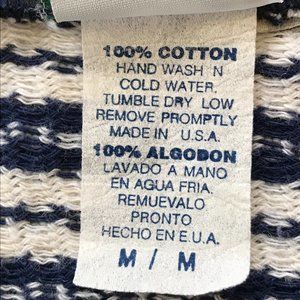 100% COTTON
HAND WASH N
COLD WATER.
TUMBLE DRY LOW
REMOVE PROMPTLY
MADE IN U.S.A.
100% ALGODON
LAVADO A MANO
EN AGUA FRIA.
REMUEVALO
PRONTO
HECHO EN E.U.A.
M / M